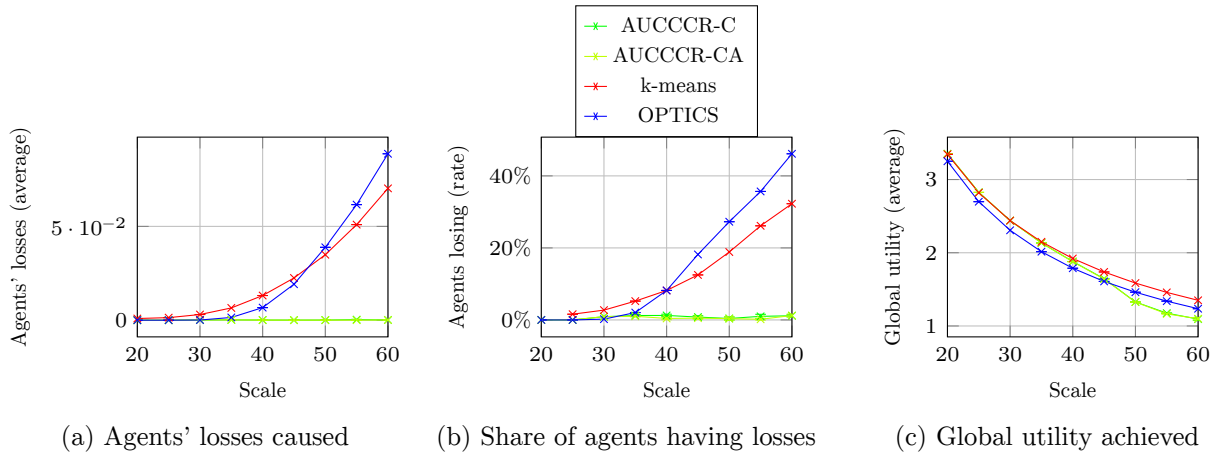 AUCCCR-C
AUCCCR-CA
k-means
OPTICS
Agents' losses (average)
5 · 10⁻²
0
20 30 40 50 60
Scale
(a) Agents' losses caused
Agents losing (rate)
40%
20%
0%
20 30 40 50 60
Scale
(b) Share of agents having losses
Global utility (average)
3
2
1
20 30 40 50 60
Scale
(c) Global utility achieved